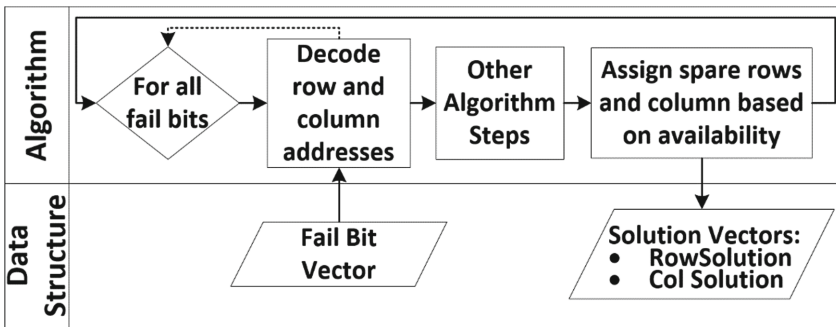 Algorithm
For all
fail bits
Decode
row and
column
addresses
Other
Algorithm
Steps
Assign spare rows
and column based
on availability
Data
Structure
Fail Bit
Vector
Solution Vectors:
• RowSolution
• Col Solution